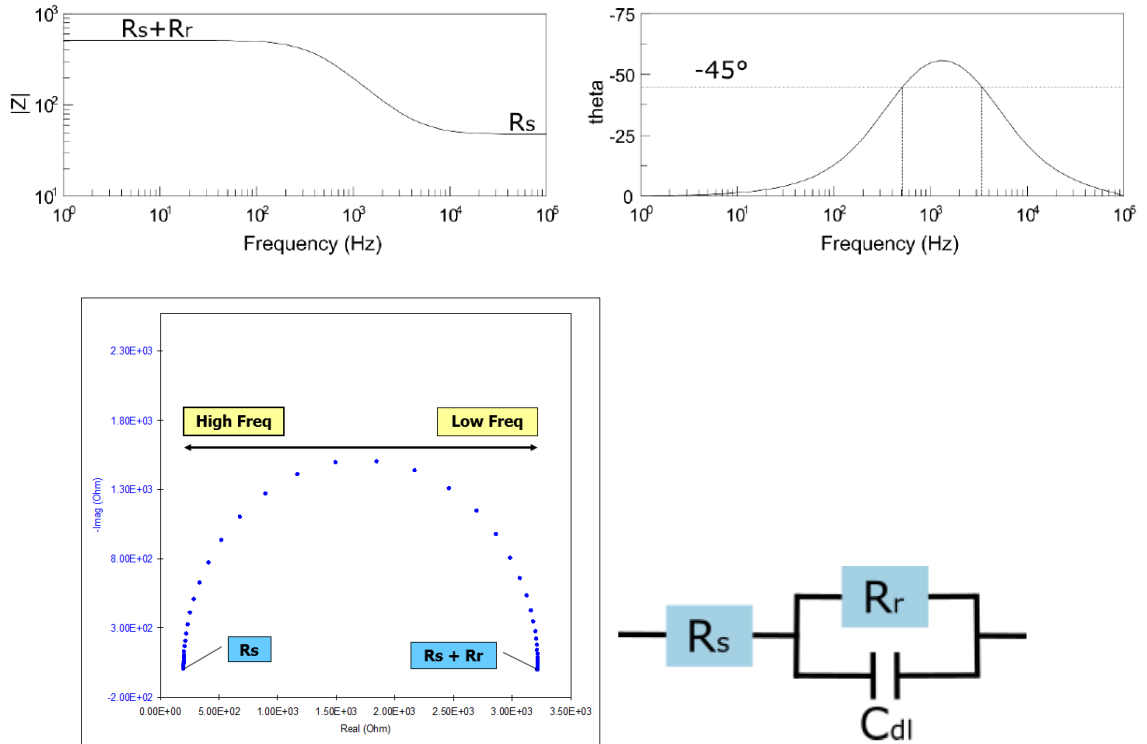 10³
Rs+Rr
|Z|
10²
Rs
10¹
10⁰
10¹
10²
10³
10⁴
10⁵
Frequency (Hz)
-75
-45°
-50
theta
-25
0
10⁰
10¹
10²
10³
10⁴
10⁵
Frequency (Hz)
2.30E+03
1.80E+03
High Freq
Low Freq
1.30E+03
-Imag (Ohm)
8.00E+02
3.00E+02
Rs
Rs + Rr
-2.00E+02
0.00E+00
5.00E+02
1.00E+03
1.50E+03
2.00E+03
2.50E+03
3.00E+03
3.50E+03
Real (Ohm)
Rr
Rs
Cdl